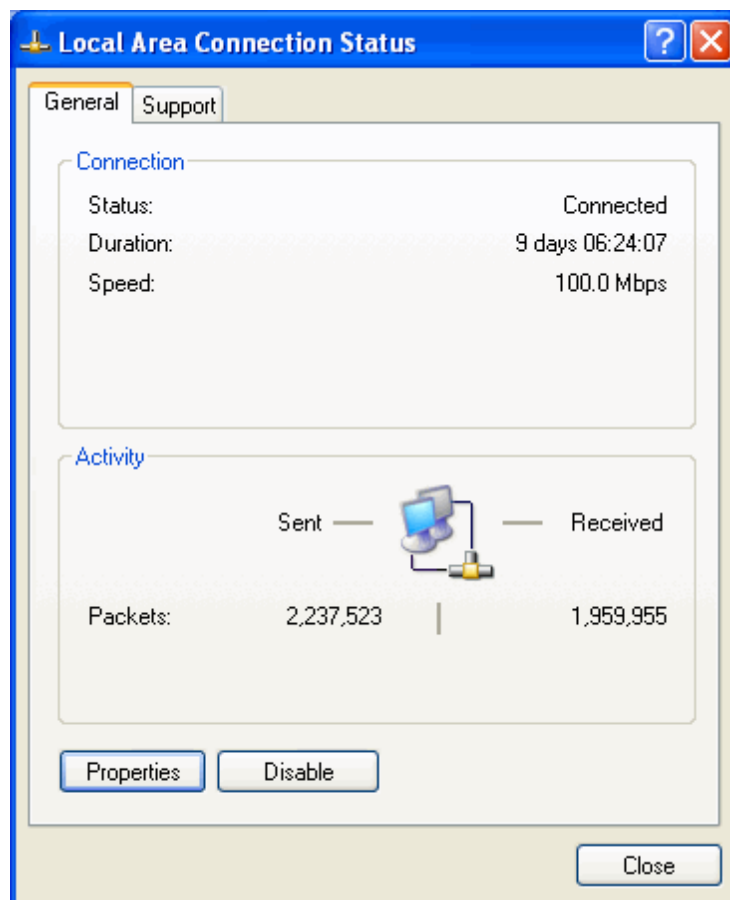 Local Area Connection Status
General Support
Connection
Status: Connected
Duration: 9 days 06:24:07
Speed: 100.0 Mbps
Activity
Sent Received
Packets: 2,237,523 1,959,955
Properties Disable
Close